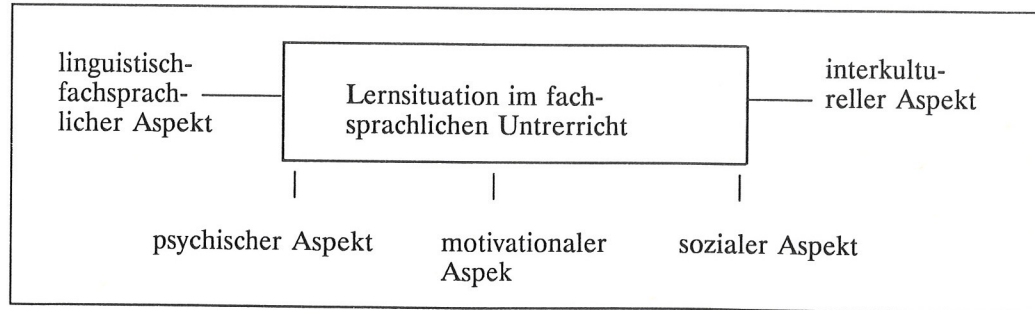 linguistisch-
fachsprach-
licher Aspekt
Lernsituation im fach-
sprachlichen Untrerricht
interkultu-
reller Aspekt
psychischer Aspekt
motivationaler
Aspek
sozialer Aspekt